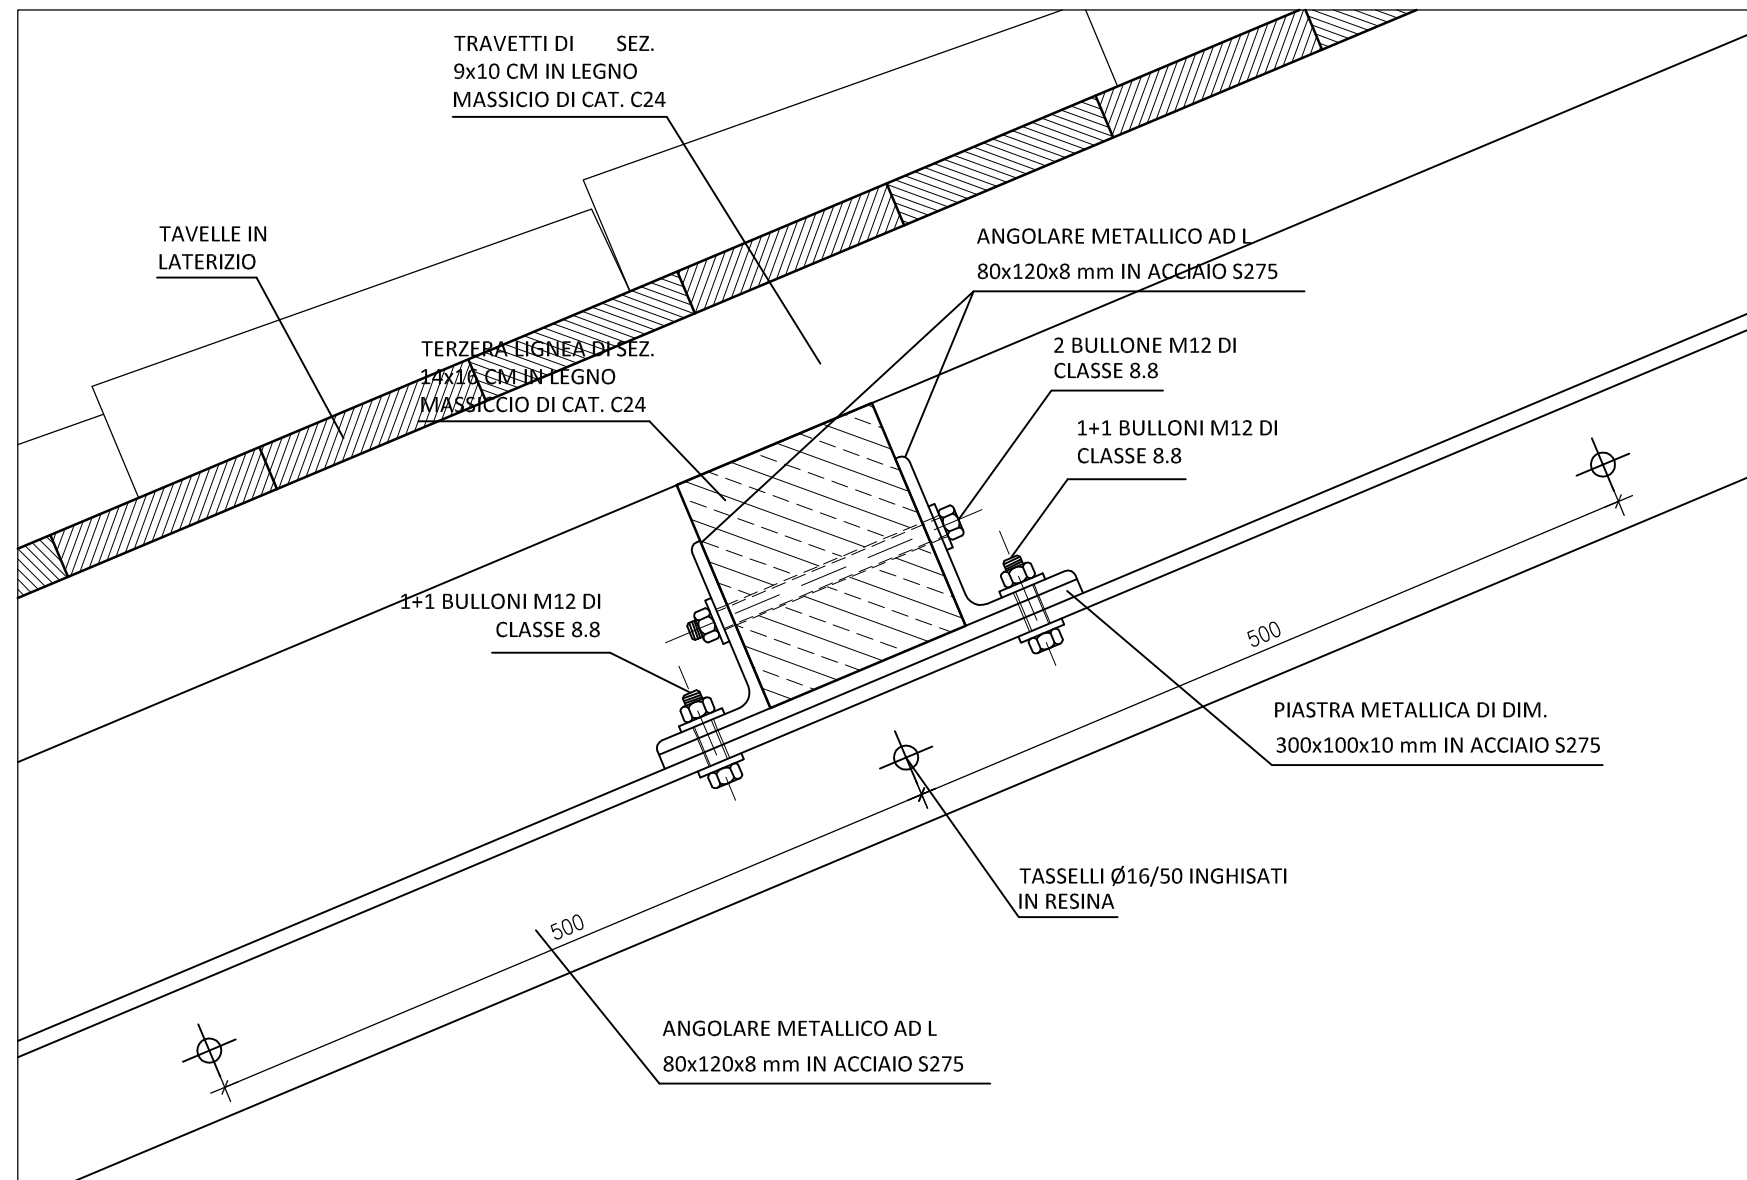 TRAVETTI DI SEZ.
9x10 CM IN LEGNO
MASSICIO DI CAT. C24
TAVELLE IN
LATERIZIO
ANGOLARE METALLICO AD L
80x120x8 mm IN ACCIAIO S275
TERZERA LIGNEA DI SEZ.
14x16 CM IN LEGNO
MASSICCIO DI CAT. C24
2 BULLONE M12 DI
CLASSE 8.8
1+1 BULLONI M12 DI
CLASSE 8.8
1+1 BULLONI M12 DI
CLASSE 8.8
500
PIASTRA METALLICA DI DIM.
300x100x10 mm IN ACCIAIO S275
TASSELLI Ø16/50 INGHISATI
IN RESINA
500
ANGOLARE METALLICO AD L
80x120x8 mm IN ACCIAIO S275